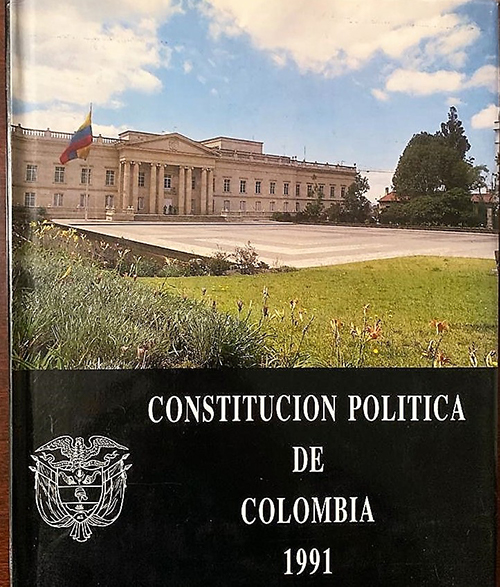 CONSTITUCION POLITICA
DE
COLOMBIA
1991